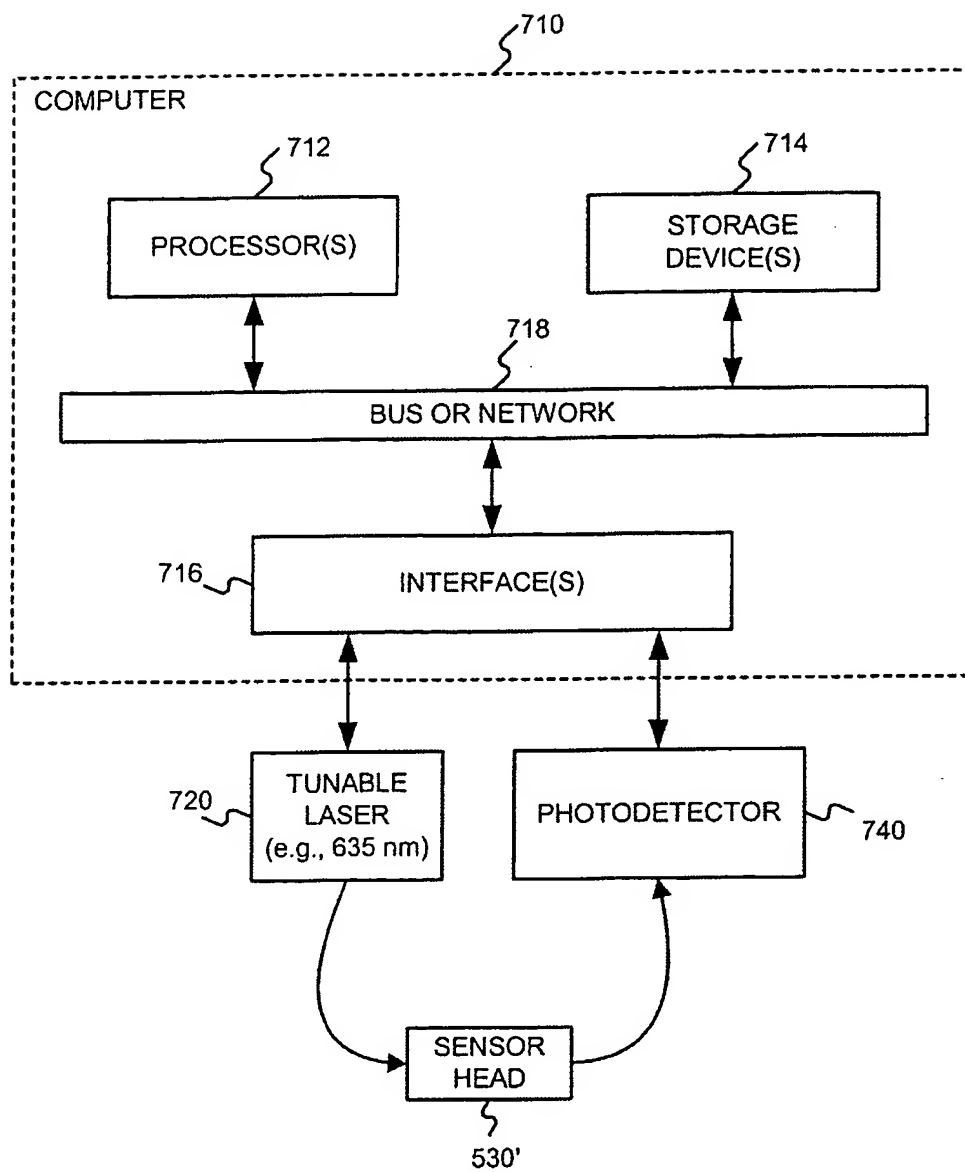 710
COMPUTER
712
714
PROCESSOR(S)
STORAGE
DEVICE(S)
718
BUS OR NETWORK
716
INTERFACE(S)
720
TUNABLE
LASER
(e.g., 635 nm)
PHOTODETECTOR
740
SENSOR
HEAD
530'